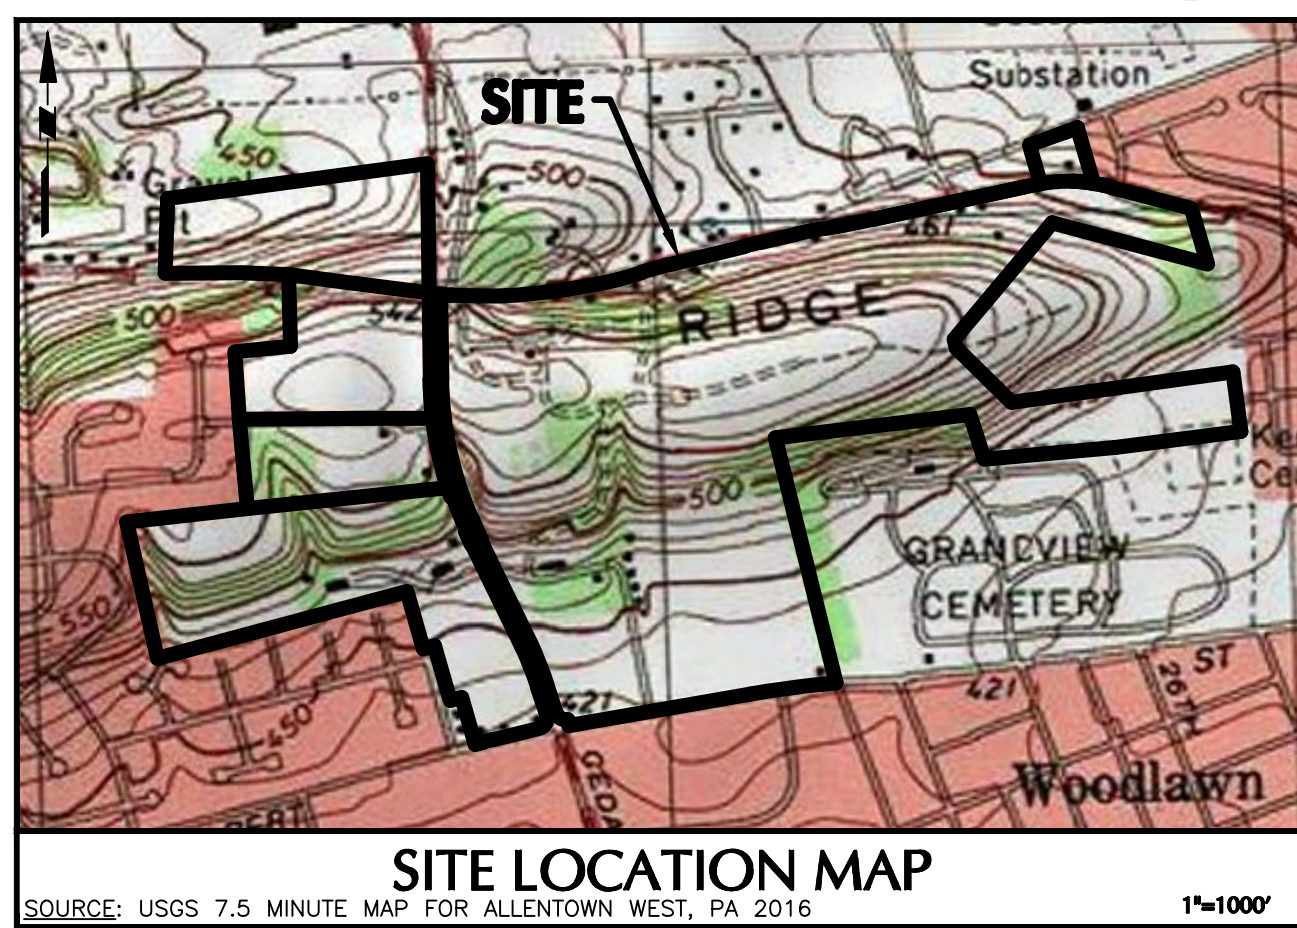 Substation
SITE
450
500
Gravel
Pit
461
500
542
RIDGE
500
GRANDVIEW
CEMETERY
550
ST
421
421
26TH
450
Woodlawn
SITE LOCATION MAP
SOURCE: USGS 7.5 MINUTE MAP FOR ALLENTOWN WEST, PA 2016
1"=1000'